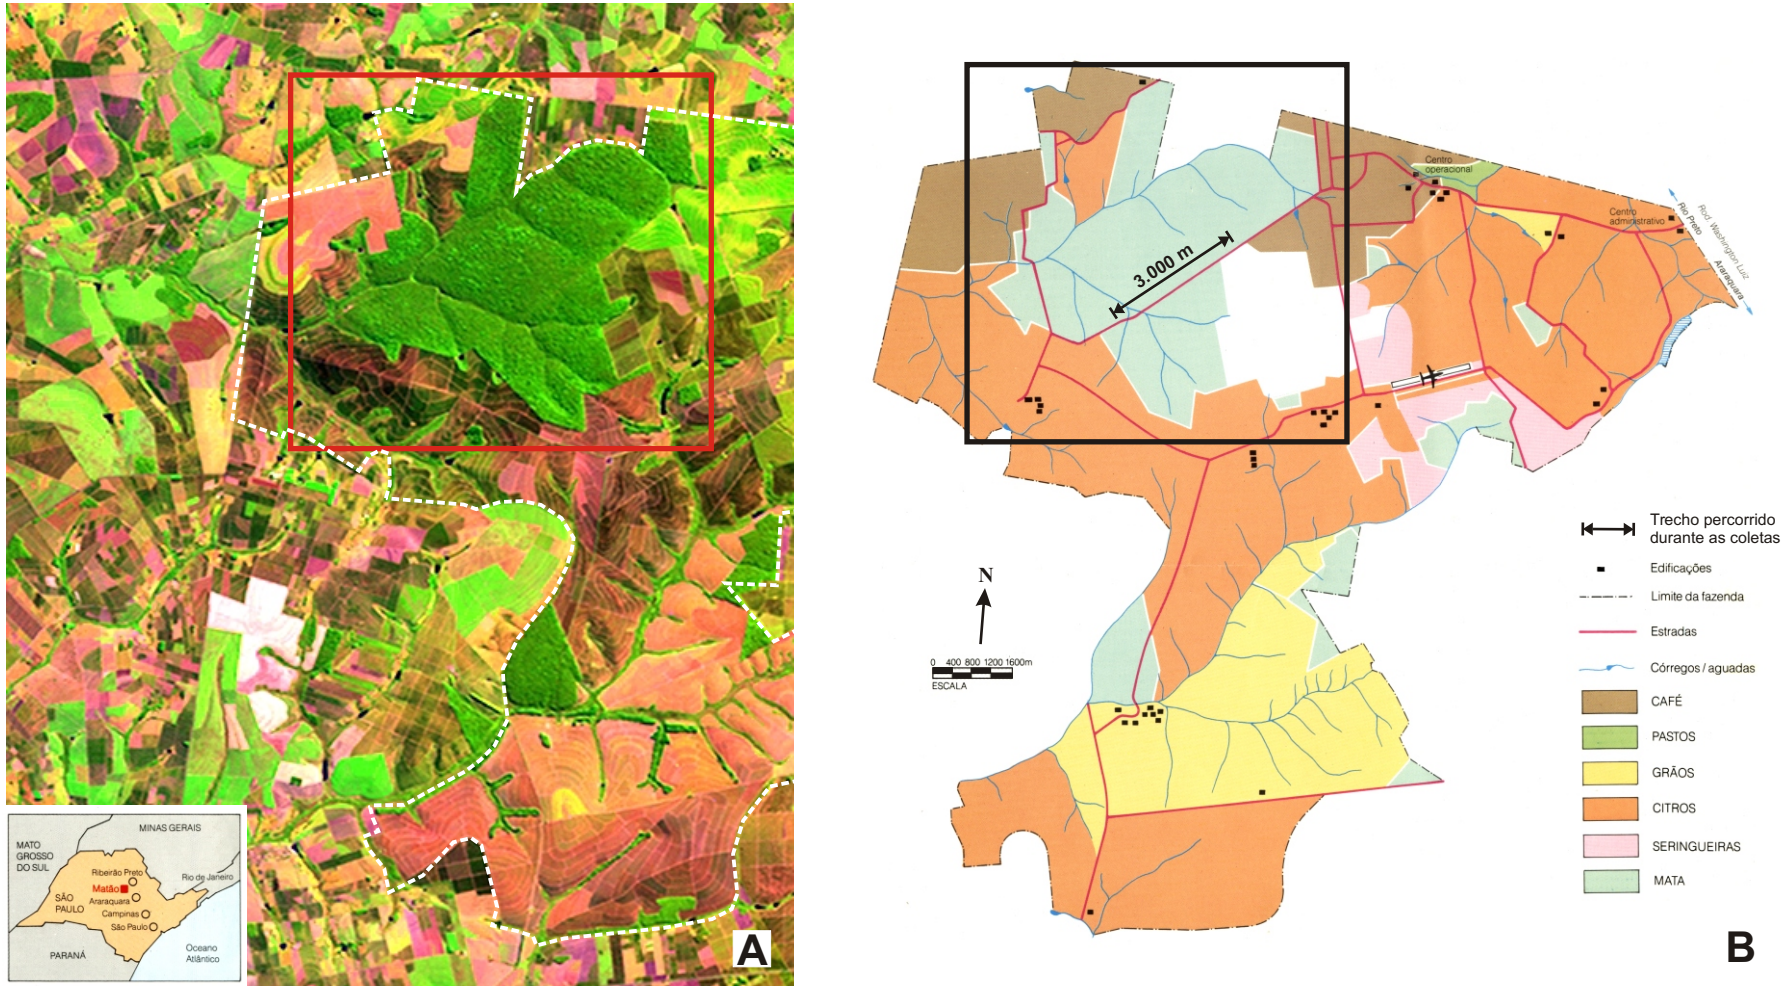 MINAS GERAIS
MATO
GROSSO
DO SUL
Ribeirão Preto
Rio de Janeiro
Matão
SÃO
PAULO
Araraquara
Campinas
São Paulo
PARANÁ
Oceano
Atlântico
A
Centro
operacional
Centro
administrativo
Rio Preto
Rod. Washington Luiz
Araraquara
3.000 m
N
0 400 800 1200 1600m
ESCALA
Trecho percorrido
durante as coletas
Edificações
Limite da fazenda
Estradas
Córregos / aguadas
CAFÉ
PASTOS
GRÃOS
CITROS
SERINGUEIRAS
MATA
B